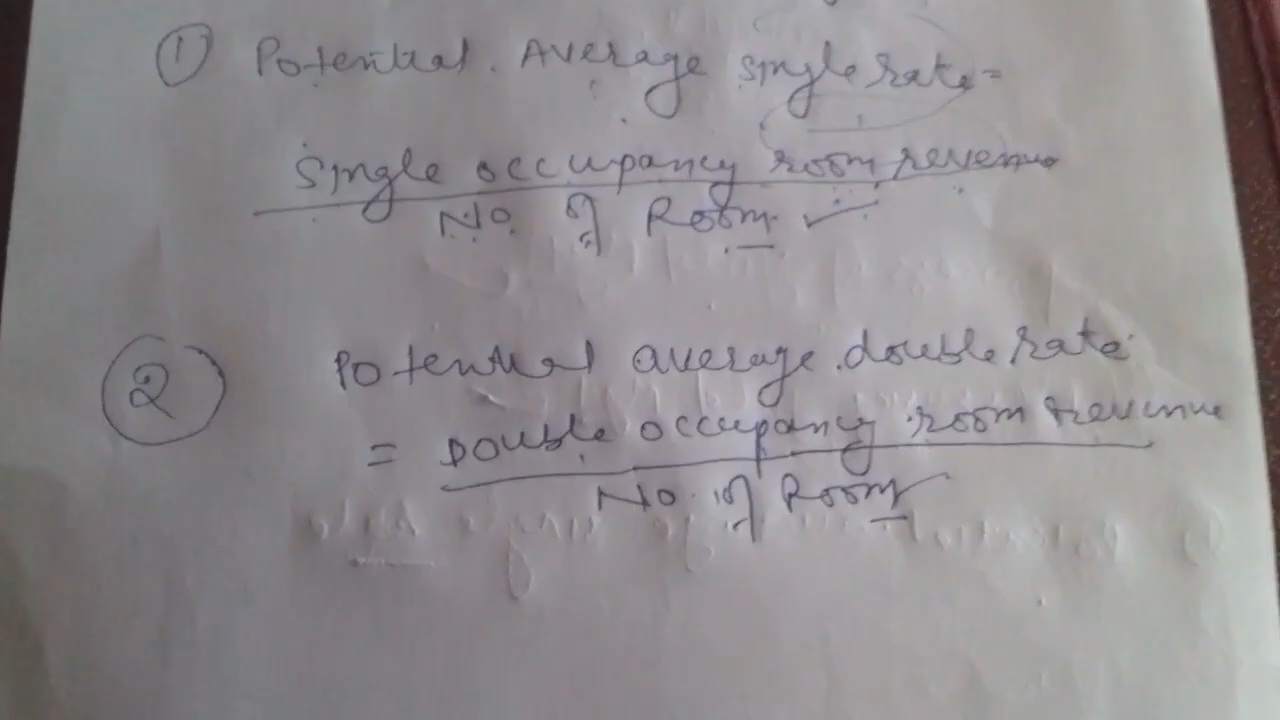 ① Potential. Average single rate=
Single occupancy room revenue
No. of Room
② Potential average double rate
= Double occupancy room revenue
No. of Room